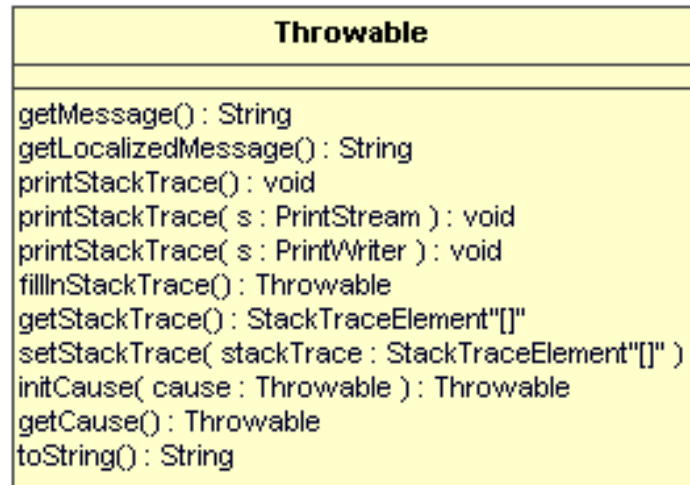 Throwable
getMessage() : String
getLocalizedMessage() : String
printStackTrace() : void
printStackTrace( s : PrintStream ) : void
printStackTrace( s : PrintWriter ) : void
fillInStackTrace() : Throwable
getStackTrace() : StackTraceElement"[]"
setStackTrace( stackTrace : StackTraceElement"[]" )
initCause( cause : Throwable ) : Throwable
getCause() : Throwable
toString() : String